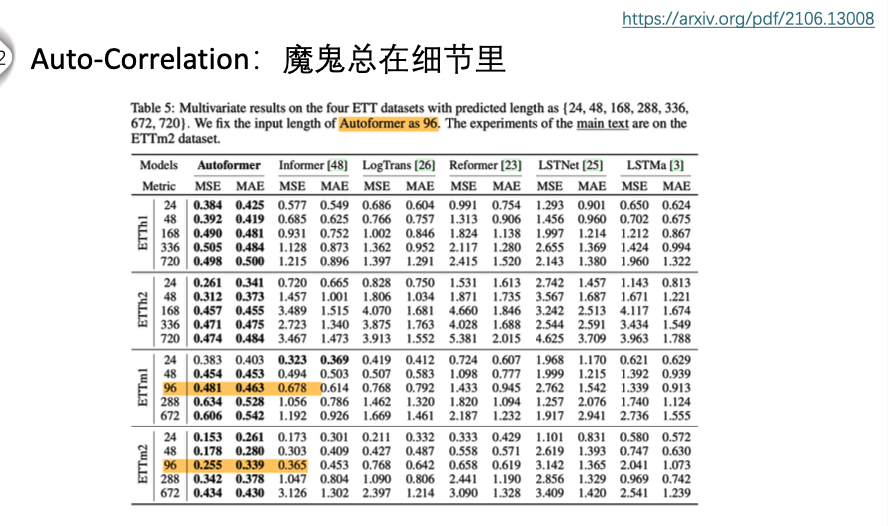 https://arxiv.org/pdf/2106.13008
2
Auto-Correlation：魔鬼总在细节里
Table 5: Multivariate results on the four ETT datasets with predicted length as {24, 48, 168, 288, 336,
672, 720}. We fix the input length of Autoformer as 96. The experiments of the main text are on the
ETTm2 dataset.
Models Autoformer Informer [48] LogTrans [26] Reformer [23] LSTNet [25] LSTMa [3]
Metric MSE MAE MSE MAE MSE MAE MSE MAE MSE MAE MSE MAE
ETTh1
24 0.384 0.425 0.577 0.549 0.686 0.604 0.991 0.754 1.293 0.901 0.650 0.624
48 0.392 0.419 0.685 0.625 0.766 0.757 1.313 0.906 1.456 0.960 0.702 0.675
168 0.490 0.481 0.931 0.752 1.002 0.846 1.824 1.138 1.997 1.214 1.212 0.867
336 0.505 0.484 1.128 0.873 1.362 0.952 2.117 1.280 2.655 1.369 1.424 0.994
720 0.498 0.500 1.215 0.896 1.397 1.291 2.415 1.520 2.143 1.380 1.960 1.322
ETTh2
24 0.261 0.341 0.720 0.665 0.828 0.750 1.531 1.613 2.742 1.457 1.143 0.813
48 0.312 0.373 1.457 1.001 1.806 1.034 1.871 1.735 3.567 1.687 1.671 1.221
168 0.457 0.455 3.489 1.515 4.070 1.681 4.660 1.846 3.242 2.513 4.117 1.674
336 0.471 0.475 2.723 1.340 3.875 1.763 4.028 1.688 2.544 2.591 3.434 1.549
720 0.474 0.484 3.467 1.473 3.913 1.552 5.381 2.015 4.625 3.709 3.963 1.788
ETTm1
24 0.383 0.403 0.323 0.369 0.419 0.412 0.724 0.607 1.968 1.170 0.621 0.629
48 0.454 0.453 0.494 0.503 0.507 0.583 1.098 0.777 1.999 1.215 1.392 0.939
96 0.481 0.463 0.678 0.614 0.768 0.792 1.433 0.945 2.762 1.542 1.339 0.913
288 0.634 0.528 1.056 0.786 1.462 1.320 1.820 1.094 1.257 2.076 1.740 1.124
672 0.606 0.542 1.192 0.926 1.669 1.461 2.187 1.232 1.917 2.941 2.736 1.555
ETTm2
24 0.153 0.261 0.173 0.301 0.211 0.332 0.333 0.429 1.101 0.831 0.580 0.572
48 0.178 0.280 0.303 0.409 0.427 0.487 0.558 0.571 2.619 1.393 0.747 0.630
96 0.255 0.339 0.365 0.453 0.768 0.642 0.658 0.619 3.142 1.365 2.041 1.073
288 0.342 0.378 1.047 0.804 1.090 0.806 2.441 1.190 2.856 1.329 0.969 0.742
672 0.434 0.430 3.126 1.302 2.397 1.214 3.090 1.328 3.409 1.420 2.541 1.239